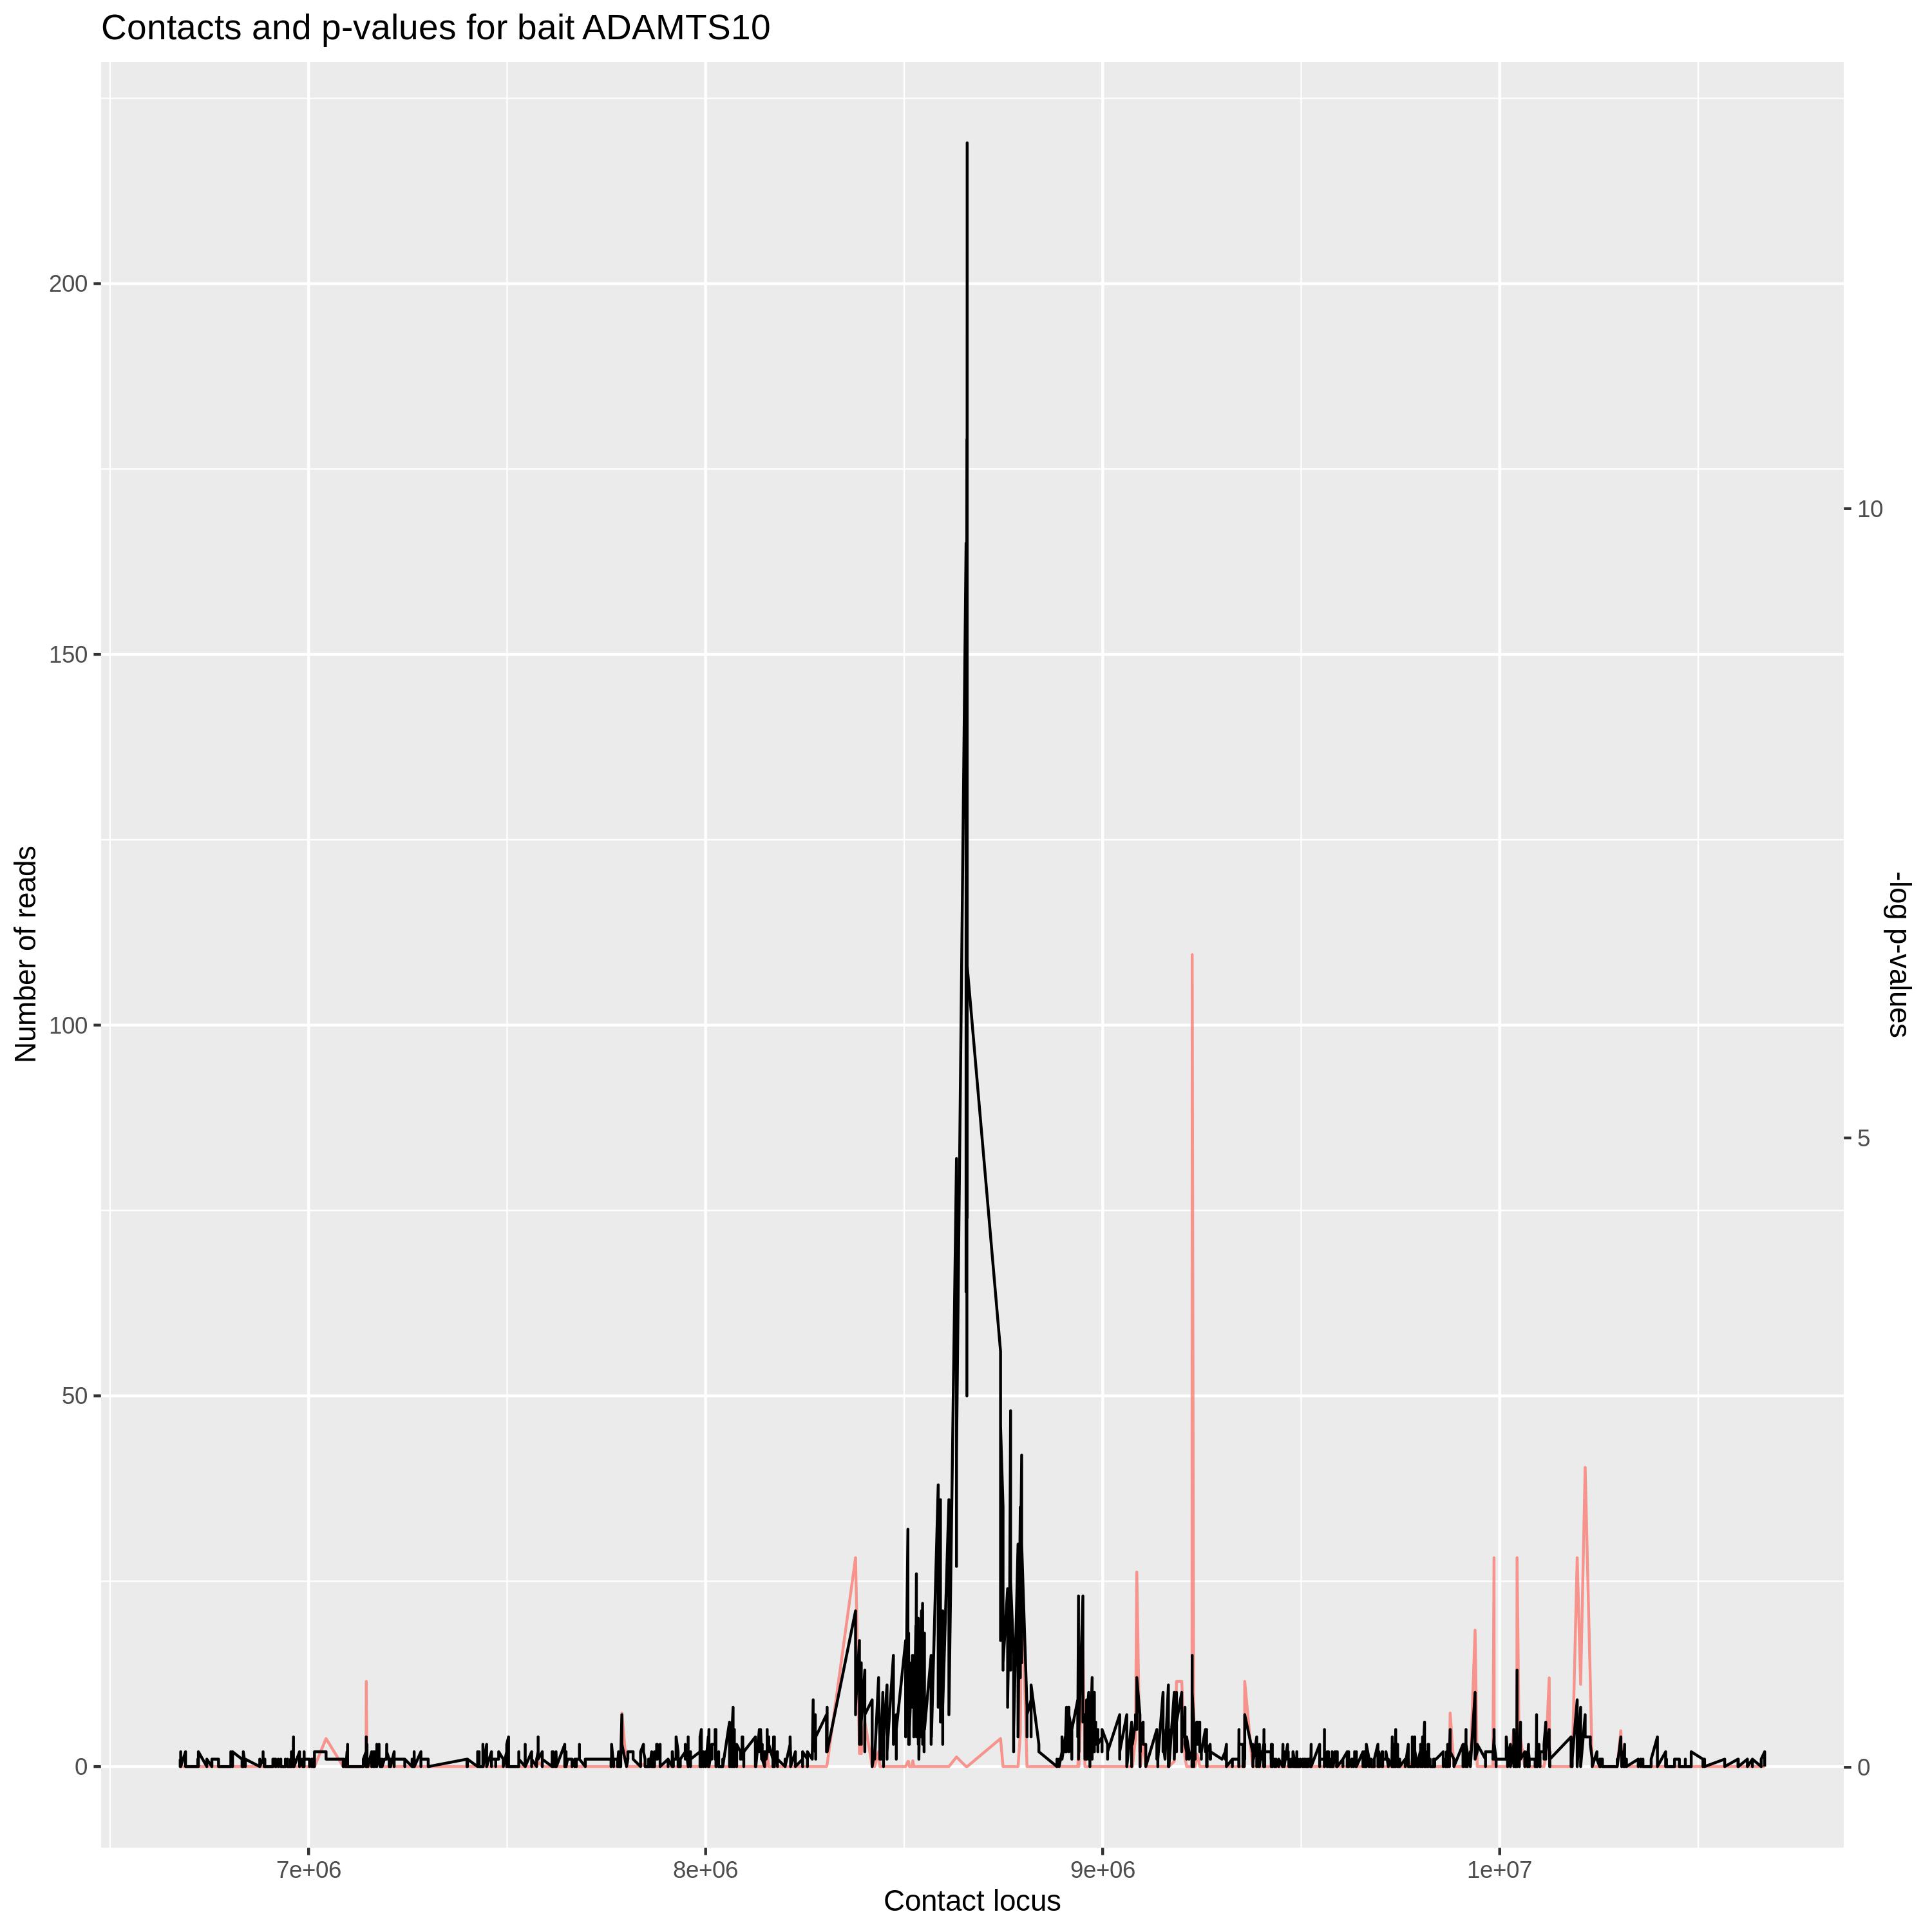 Contacts and p-values for bait ADAMTS10
Number of reads
200
150
100
50
0
10
5
0
-log p-values
7e+06
8e+06
9e+06
1e+07
Contact locus